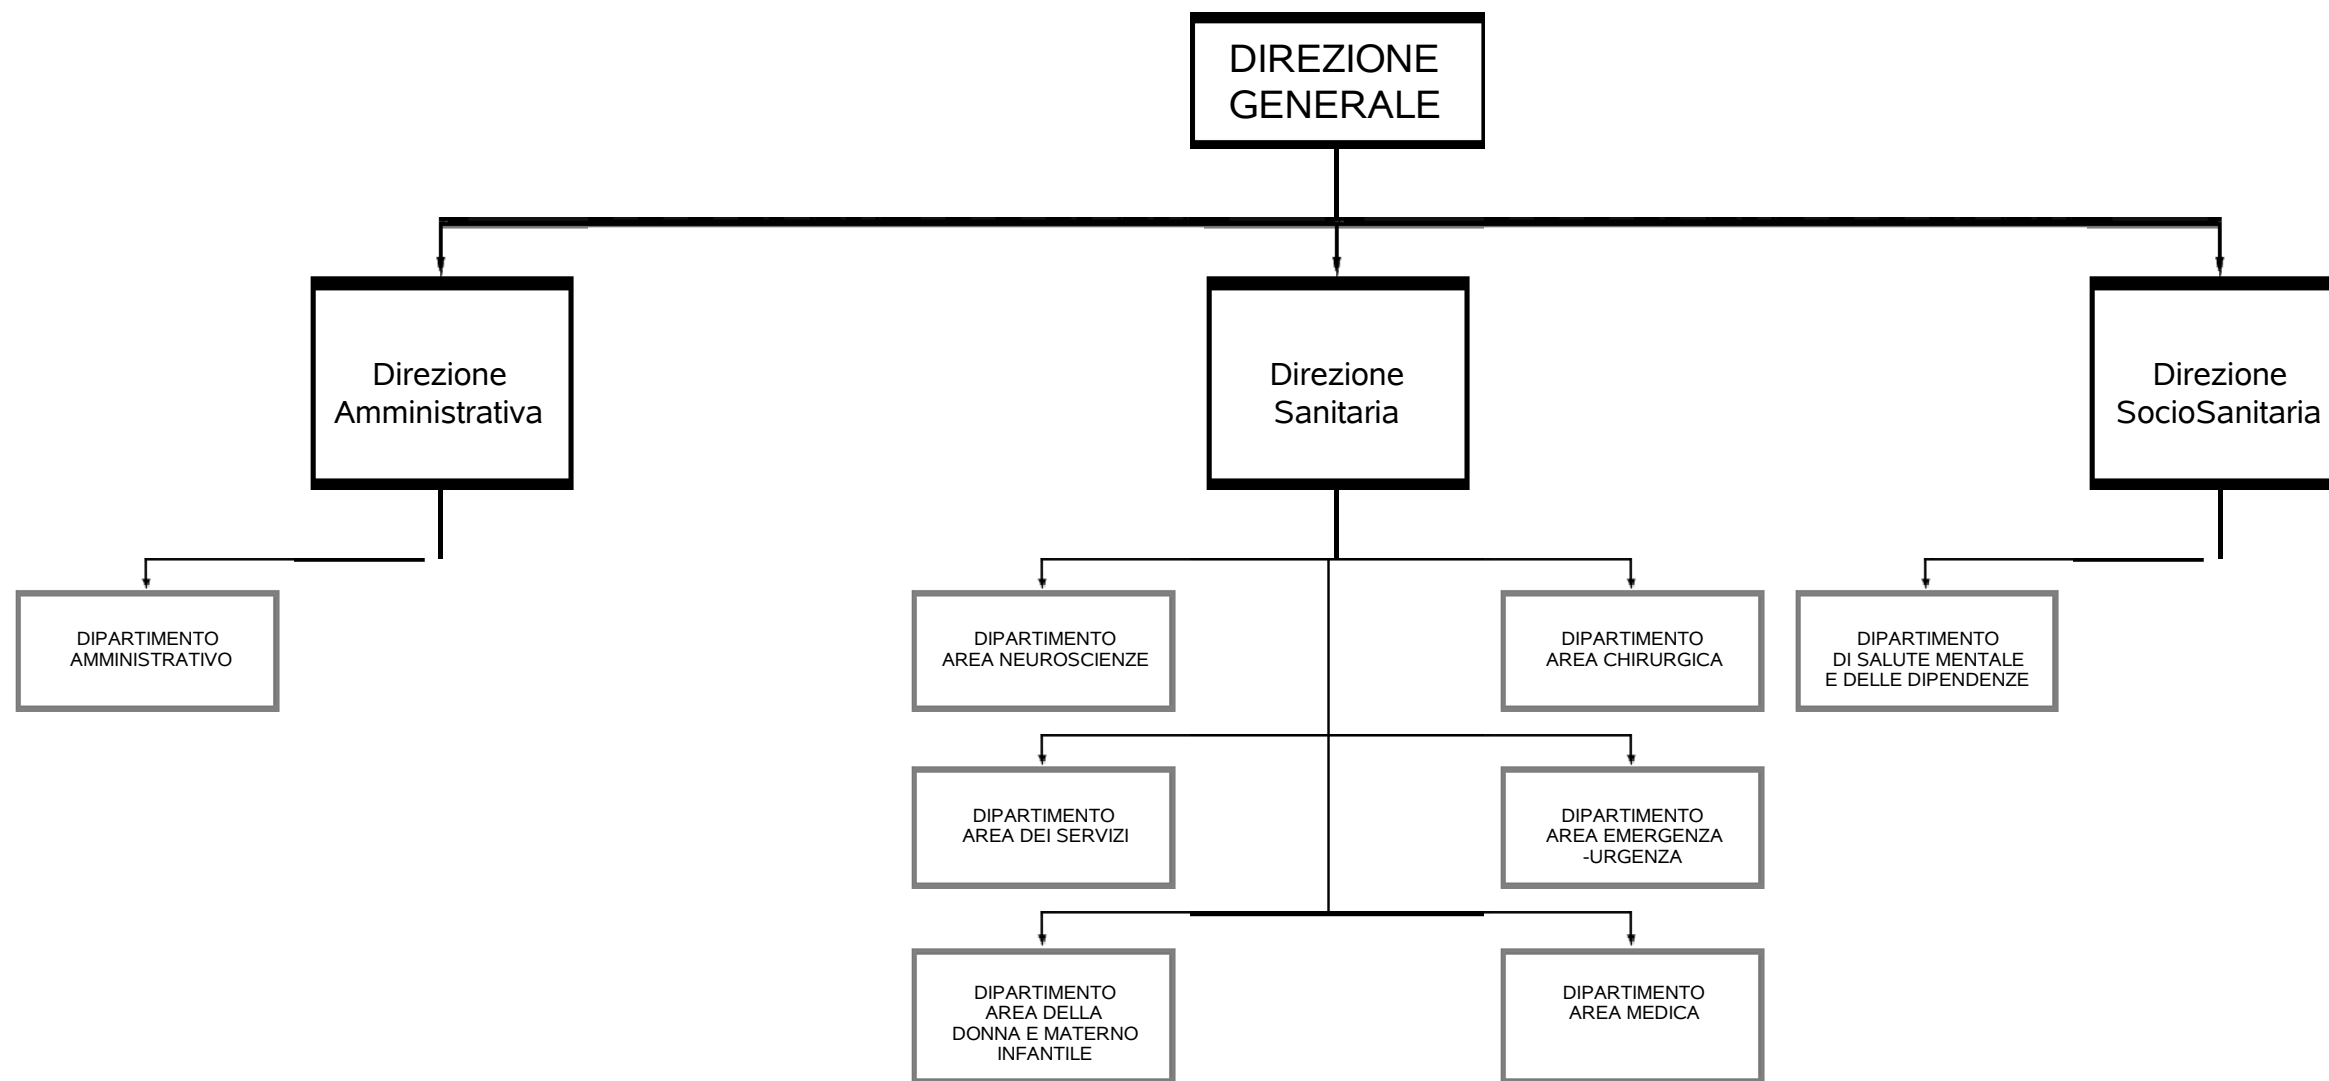 DIREZIONE
GENERALE
Direzione
Amministrativa
Direzione
Sanitaria
Direzione
SocioSanitaria
DIPARTIMENTO
AMMINISTRATIVO
DIPARTIMENTO
AREA NEUROSCIENZE
DIPARTIMENTO
AREA CHIRURGICA
DIPARTIMENTO
DI SALUTE MENTALE
E DELLE DIPENDENZE
DIPARTIMENTO
AREA DEI SERVIZI
DIPARTIMENTO
AREA EMERGENZA
-URGENZA
DIPARTIMENTO
AREA DELLA
DONNA E MATERNO
INFANTILE
DIPARTIMENTO
AREA MEDICA